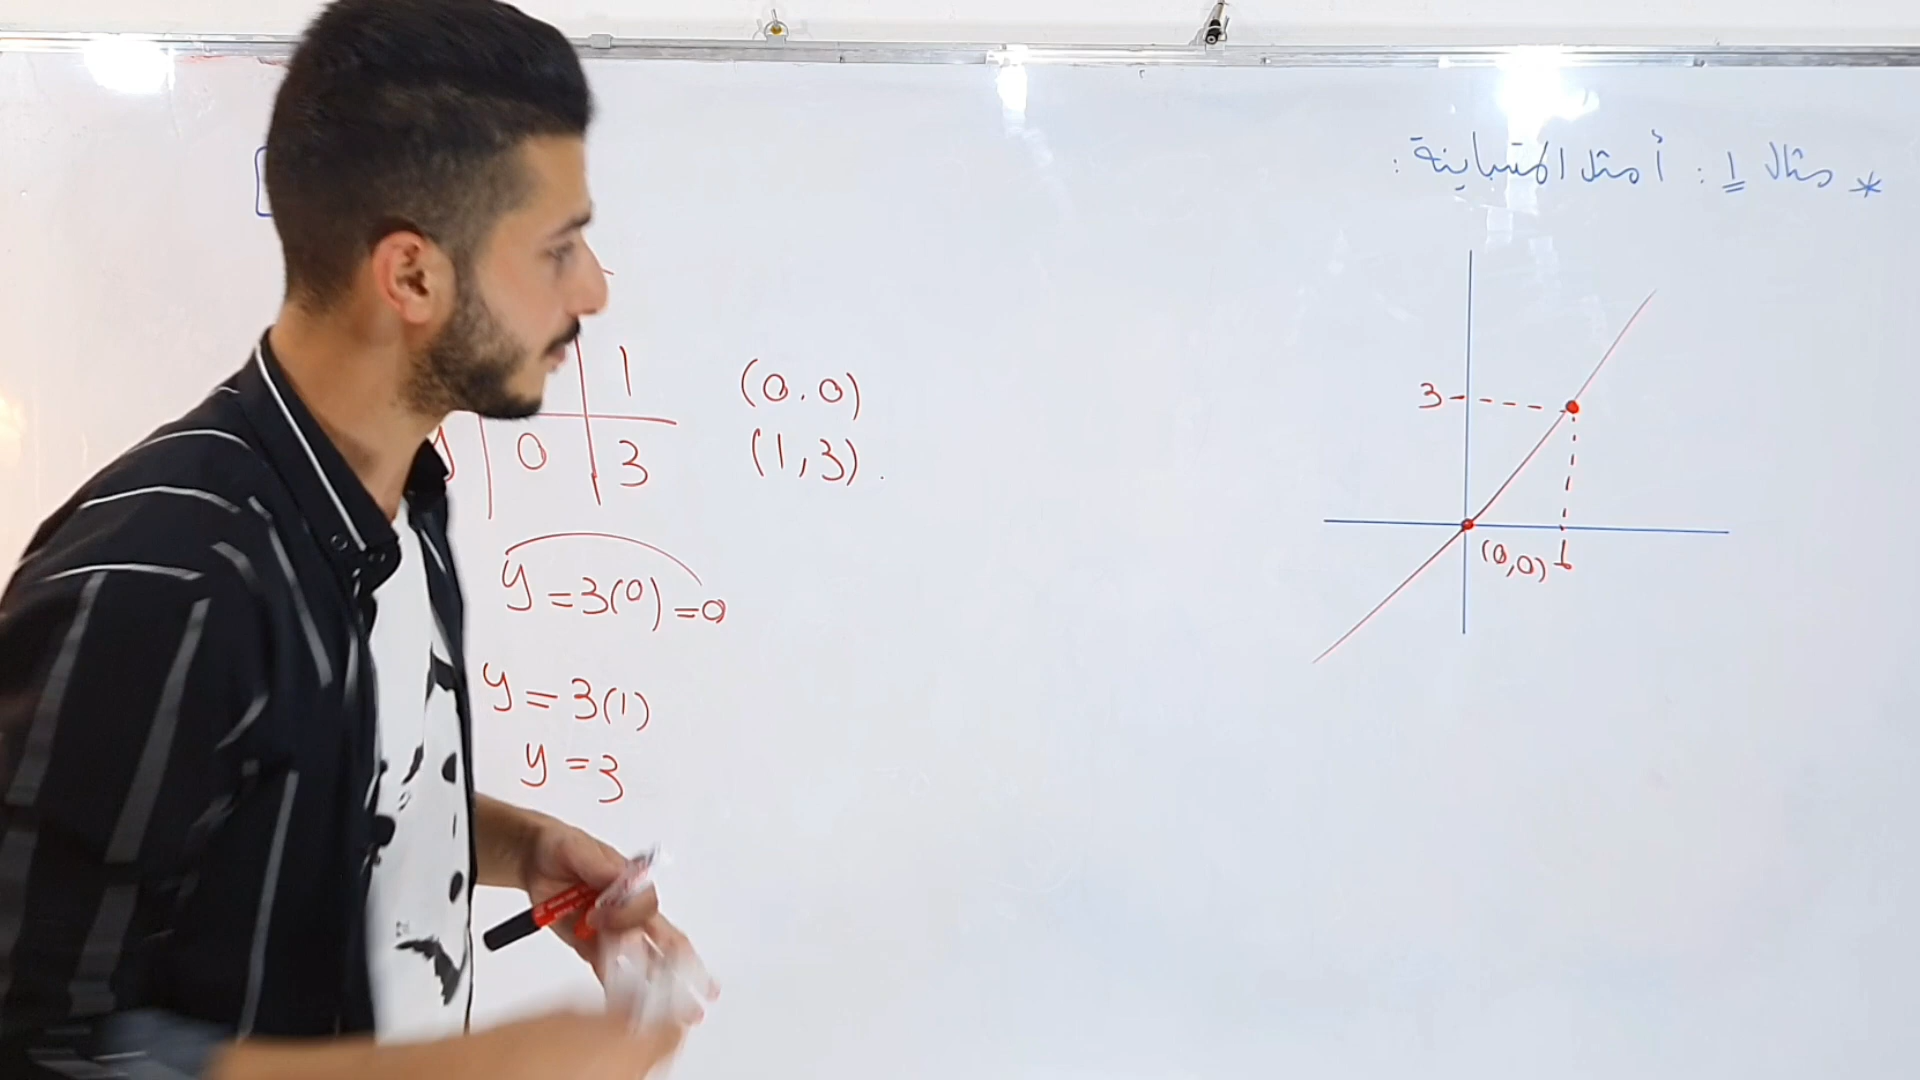 * مثال 1 : أمثل المتباينة :
1
y 0 3
(0.0)
(1,3).
y = 3(0) = 0
y = 3(1)
y = 3
3
(0,0) 1